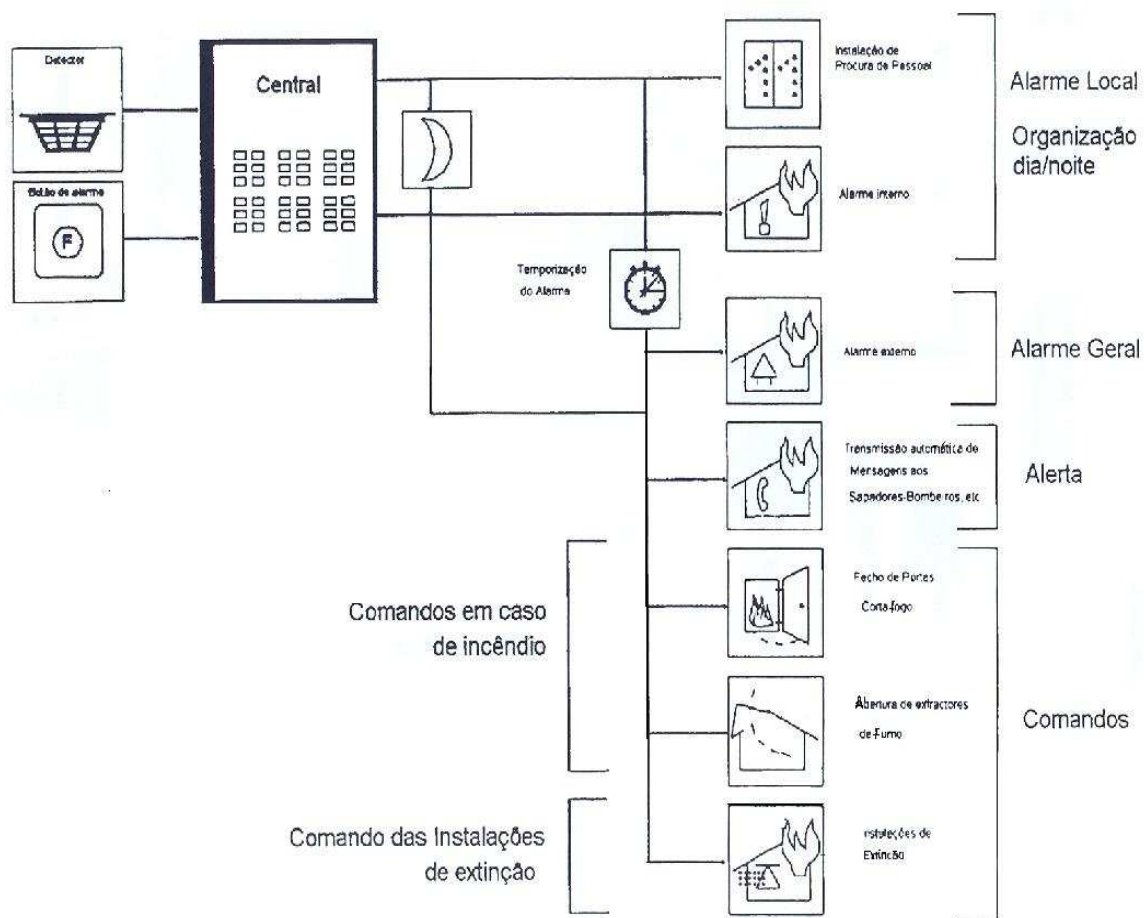 Detector
Central
Botão de alarme
F
Temporização
do Alarme
Instalação de
Procura de Pessoal
Alarme interno
Alarme Local
Organização
dia/noite
Alarme externo
Alarme Geral
Transmissão automática de
Mensagens aos
Sapadores-Bombeiros, etc
Alerta
Comandos em caso
de incêndio
Fecho de Portes
Corta-fogo
Abertura de extractores
de Fumo
Comandos
Comando das Instalações
de extinção
Instalações de
Extinção